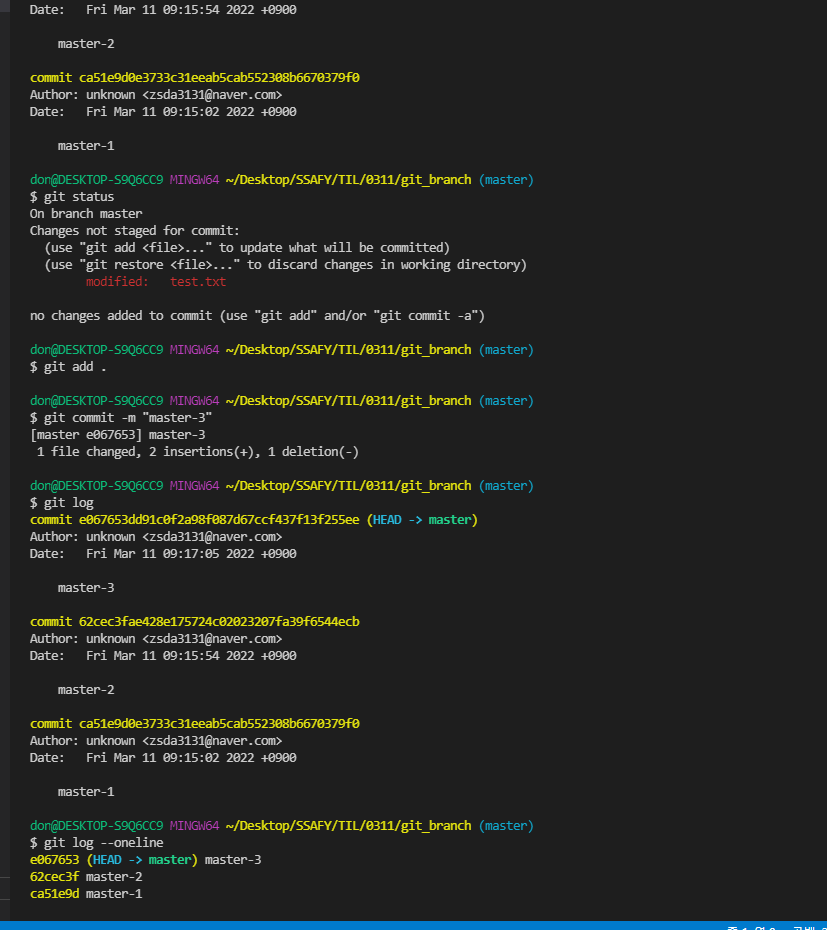 Date:   Fri Mar 11 09:15:54 2022 +0900
master-2
commit ca51e9d0e3733c31eeab5cab552308b6670379f0
Author: unknown <zsda3131@naver.com>
Date:   Fri Mar 11 09:15:02 2022 +0900
master-1
don@DESKTOP-S9Q6CC9 MINGW64 ~/Desktop/SSAFY/TIL/0311/git_branch (master)
$ git status
On branch master
Changes not staged for commit:
(use "git add <file>..." to update what will be committed)
(use "git restore <file>..." to discard changes in working directory)
modified:   test.txt
no changes added to commit (use "git add" and/or "git commit -a")
don@DESKTOP-S9Q6CC9 MINGW64 ~/Desktop/SSAFY/TIL/0311/git_branch (master)
$ git add .
don@DESKTOP-S9Q6CC9 MINGW64 ~/Desktop/SSAFY/TIL/0311/git_branch (master)
$ git commit -m "master-3"
[master e067653] master-3
1 file changed, 2 insertions(+), 1 deletion(-)
don@DESKTOP-S9Q6CC9 MINGW64 ~/Desktop/SSAFY/TIL/0311/git_branch (master)
$ git log
commit e067653dd91c0f2a98f087d67ccf437f13f255ee (HEAD -> master)
Author: unknown <zsda3131@naver.com>
Date:   Fri Mar 11 09:17:05 2022 +0900
master-3
commit 62cec3fae428e175724c02023207fa39f6544ecb
Author: unknown <zsda3131@naver.com>
Date:   Fri Mar 11 09:15:54 2022 +0900
master-2
commit ca51e9d0e3733c31eeab5cab552308b6670379f0
Author: unknown <zsda3131@naver.com>
Date:   Fri Mar 11 09:15:02 2022 +0900
master-1
don@DESKTOP-S9Q6CC9 MINGW64 ~/Desktop/SSAFY/TIL/0311/git_branch (master)
$ git log --oneline
e067653 (HEAD -> master) master-3
62cec3f master-2
ca51e9d master-1